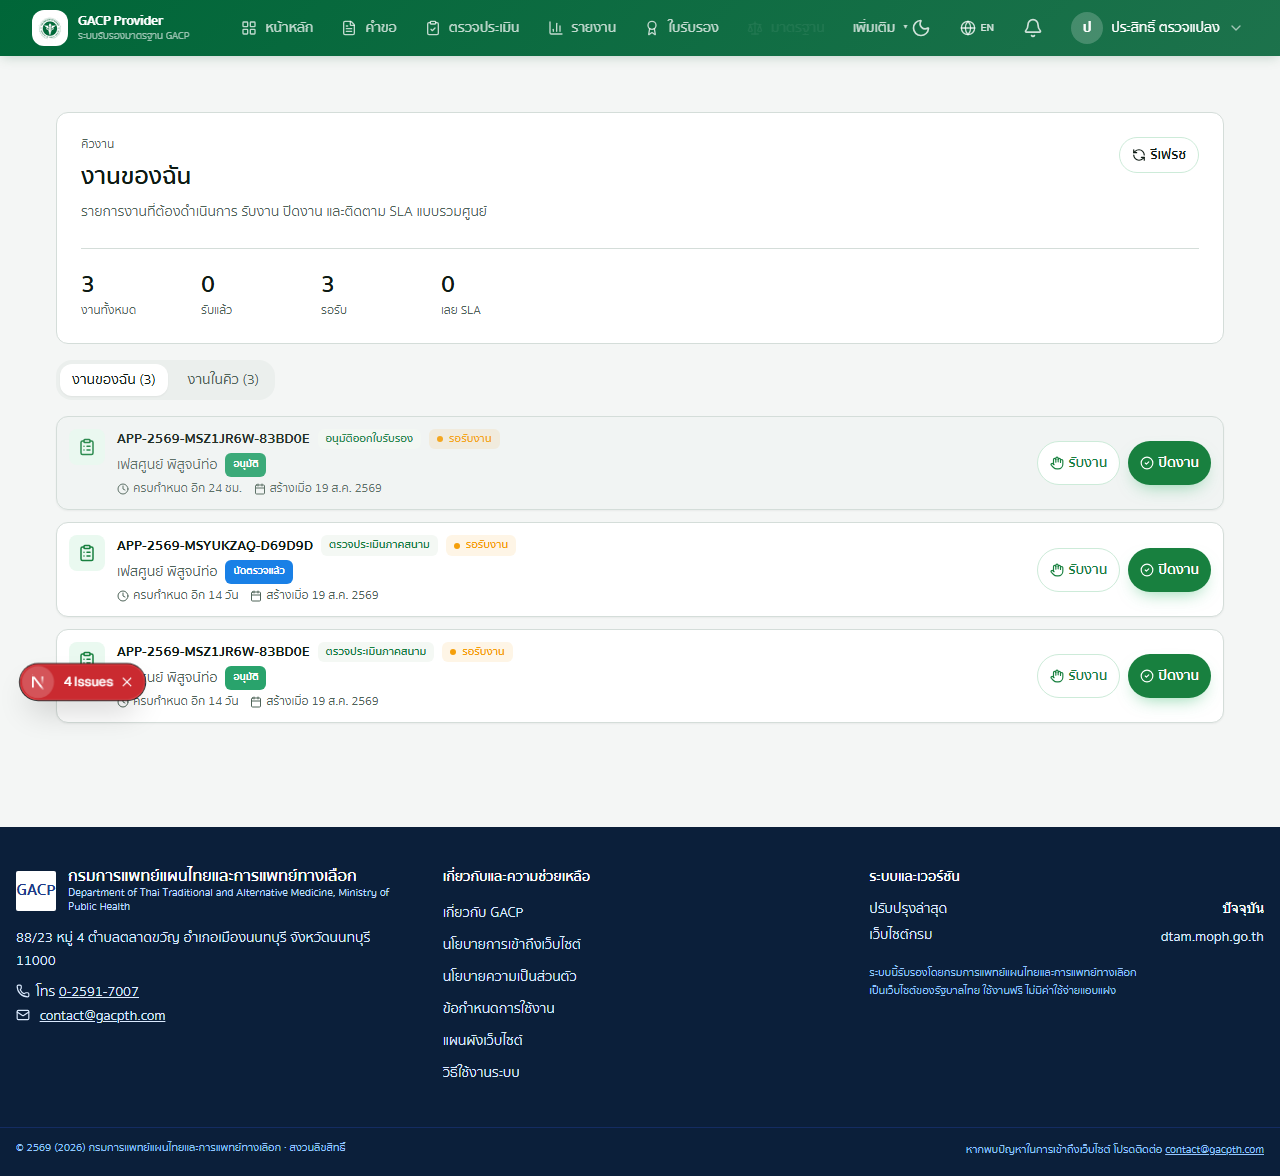 GACP Provider
ระบบรับรองมาตรฐาน GACP
หน้าหลัก
คำขอ
ตรวจประเมิน
รายงาน
ใบรับรอง
มาตรฐาน
เพิ่มเติม
EN
ป
ประสิทธิ์ ตรวจแปลง
คิวงาน
งานของฉัน
รีเฟรช
รายการงานที่ต้องดำเนินการ รับงาน ปิดงาน และติดตาม SLA แบบรวมศูนย์
3
งานทั้งหมด
0
รับแล้ว
3
รอรับ
0
เลย SLA
งานของฉัน (3)
งานในคิว (3)
APP-2569-MSZ1JR6W-83BD0E อนุมัติออกใบรับรอง รอรับงาน
เฟสศูนย์ พิสูจน์ท่อ อนุมัติ
ครบกำหนด อีก 24 ชม. สร้างเมื่อ 19 ส.ค. 2569
รับงาน
ปิดงาน
APP-2569-MSYUKZAQ-D69D9D ตรวจประเมินภาคสนาม รอรับงาน
เฟสศูนย์ พิสูจน์ท่อ นัดตรวจแล้ว
ครบกำหนด อีก 14 วัน สร้างเมื่อ 19 ส.ค. 2569
รับงาน
ปิดงาน
APP-2569-MSZ1JR6W-83BD0E ตรวจประเมินภาคสนาม รอรับงาน
ศูนย์ พิสูจน์ท่อ อนุมัติ
ครบกำหนด อีก 14 วัน สร้างเมื่อ 19 ส.ค. 2569
รับงาน
ปิดงาน
N 4 Issues
GACP
กรมการแพทย์แผนไทยและการแพทย์ทางเลือก
Department of Thai Traditional and Alternative Medicine, Ministry of
Public Health
88/23 หมู่ 4 ตำบลตลาดขวัญ อำเภอเมืองนนทบุรี จังหวัดนนทบุรี
11000
โทร 0-2591-7007
contact@gacpth.com
เกี่ยวกับและความช่วยเหลือ
เกี่ยวกับ GACP
นโยบายการเข้าถึงเว็บไซต์
นโยบายความเป็นส่วนตัว
ข้อกำหนดการใช้งาน
แผนผังเว็บไซต์
วิธีใช้งานระบบ
ระบบและเวอร์ชัน
ปรับปรุงล่าสุด ปัจจุบัน
เว็บไซต์กรม dtam.moph.go.th
ระบบนี้รับรองโดยกรมการแพทย์แผนไทยและการแพทย์ทางเลือก
เป็นเว็บไซต์ของรัฐบาลไทย ใช้งานฟรี ไม่มีค่าใช้จ่ายแอบแฝง
© 2569 (2026) กรมการแพทย์แผนไทยและการแพทย์ทางเลือก · สงวนลิขสิทธิ์
หากพบปัญหาในการเข้าถึงเว็บไซต์ โปรดติดต่อ contact@gacpth.com